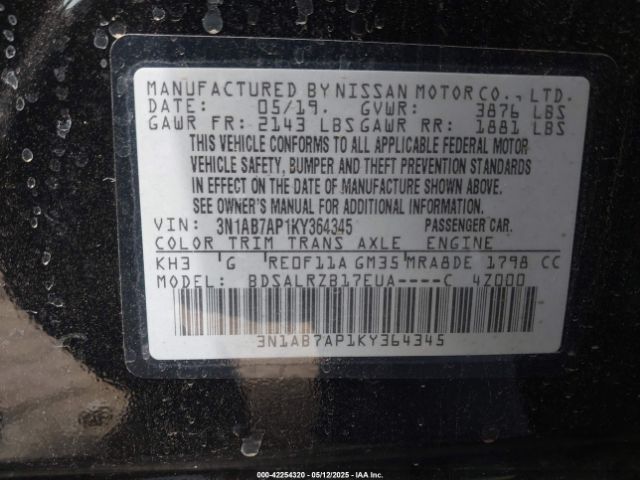 MANUFACTURED BY NISSAN MOTOR CO., LTD.
DATE: 05/19. GVWR: 3876 LBS
GAWR FR: 2143 LBS GAWR RR: 1881 LBS
THIS VEHICLE CONFORMS TO ALL APPLICABLE FEDERAL MOTOR
VEHICLE SAFETY, BUMPER AND THEFT PREVENTION STANDARDS
IN EFFECT ON THE DATE OF MANUFACTURE SHOWN ABOVE.
SEE OWNER'S MANUAL FOR ADDITIONAL INFORMATION.
VIN: 3N1AB7AP1KY364345 PASSENGER CAR.
COLOR TRIM TRANS AXLE ENGINE
KH3 G RE0F11A GM35 MRA8DE 1798 CC
MODEL: BDSALRZB17EUA----C 4Z000
3N1AB7AP1KY364345
000-42254320 05/12/2025 IAAI.COM